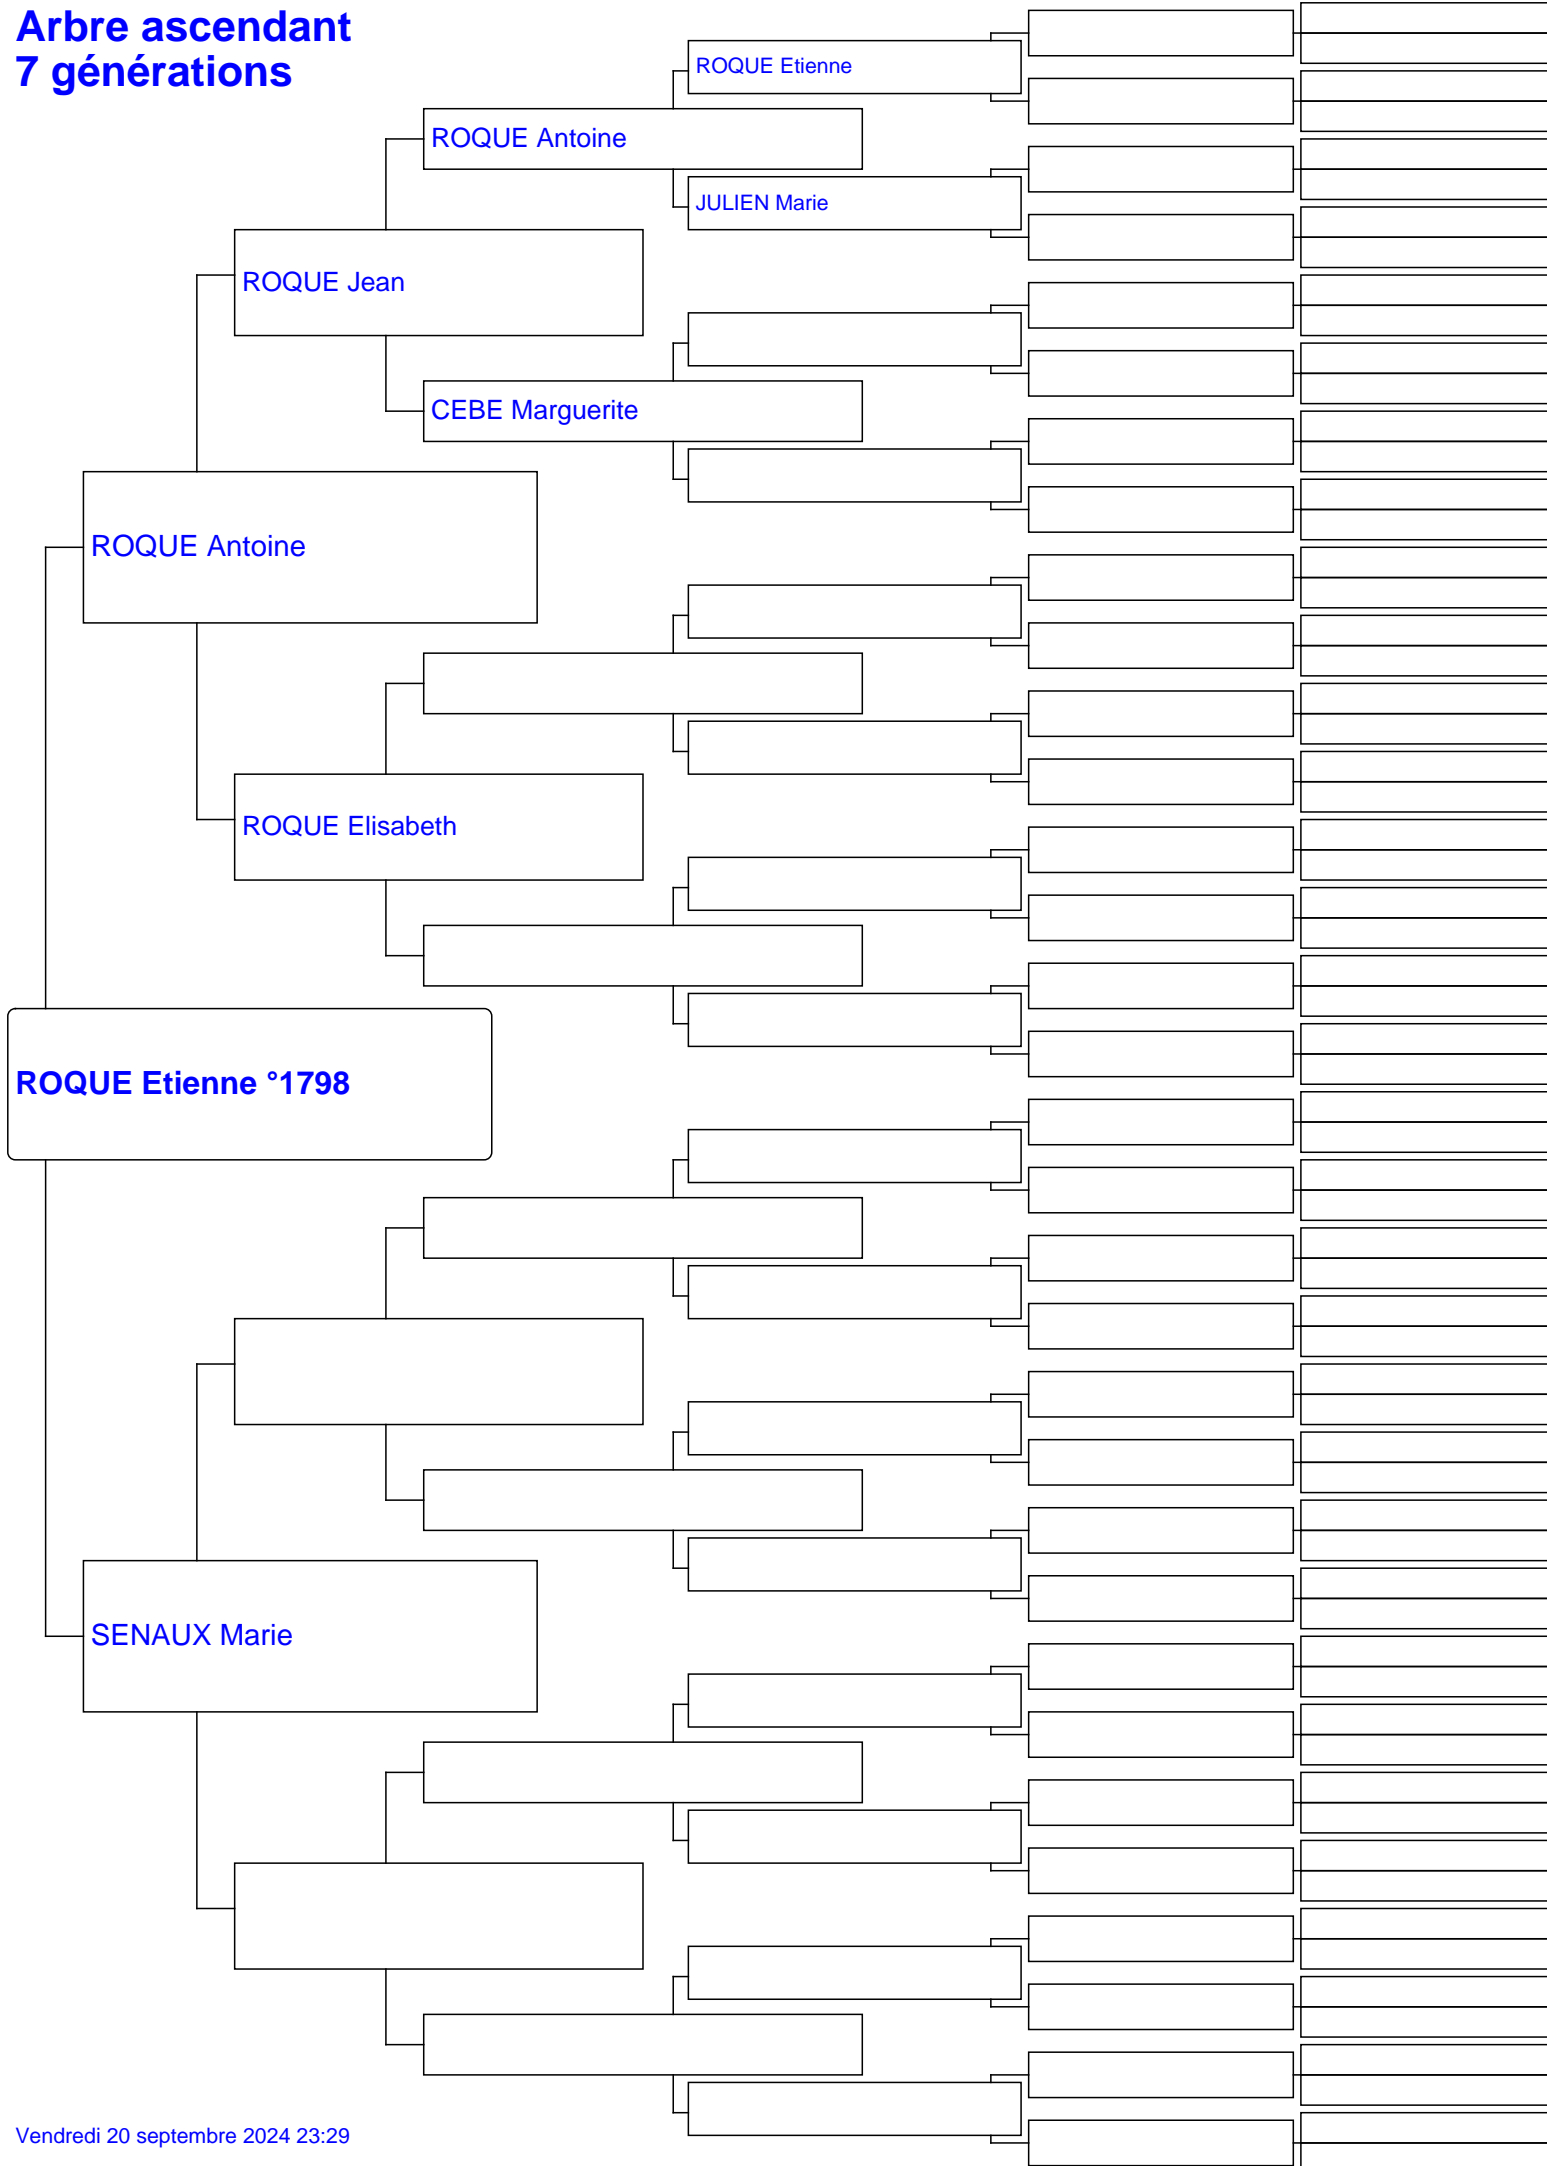 Arbre ascendant
7 générations
ROQUE Etienne
ROQUE Antoine
JULIEN Marie
ROQUE Jean
CEBE Marguerite
ROQUE Antoine
ROQUE Elisabeth
ROQUE Etienne °1798
SENAUX Marie
Vendredi 20 septembre 2024 23:29